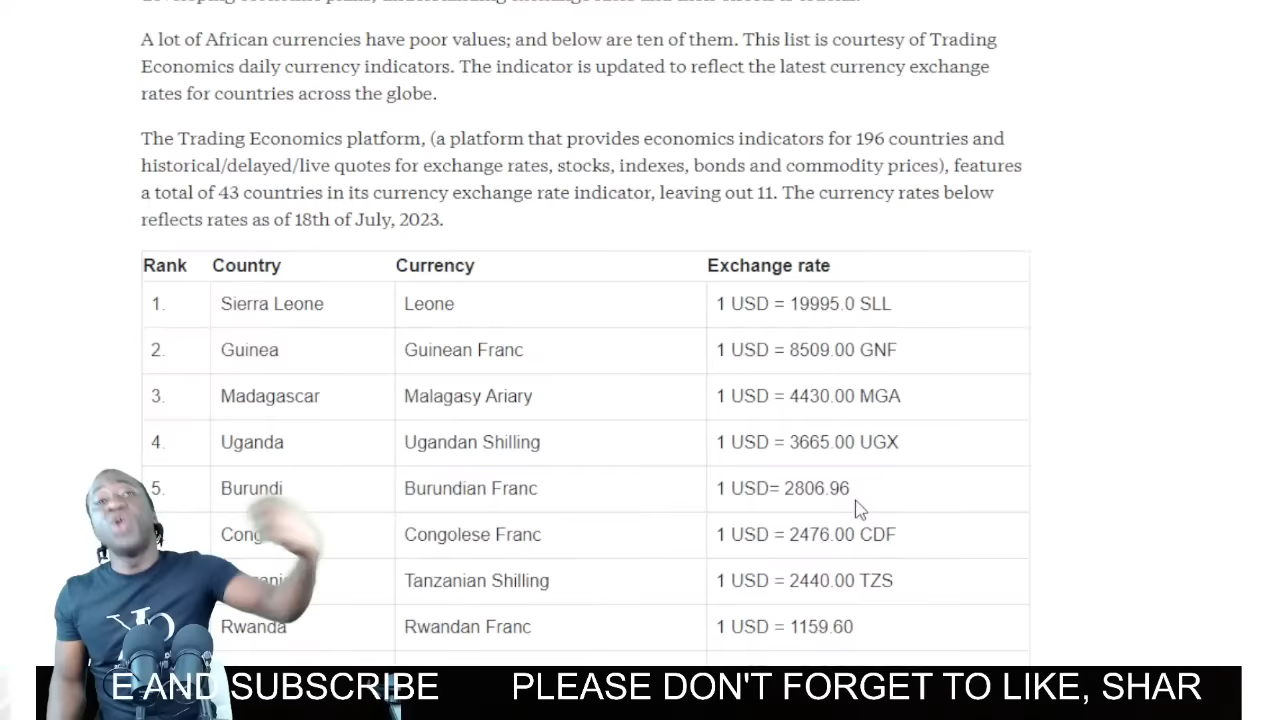 A lot of African currencies have poor values; and below are ten of them. This list is courtesy of Trading
Economics daily currency indicators. The indicator is updated to reflect the latest currency exchange
rates for countries across the globe.
The Trading Economics platform, (a platform that provides economics indicators for 196 countries and
historical/delayed/live quotes for exchange rates, stocks, indexes, bonds and commodity prices), features
a total of 43 countries in its currency exchange rate indicator, leaving out 11. The currency rates below
reflects rates as of 18th of July, 2023.
Rank Country Currency Exchange rate
1. Sierra Leone Leone 1 USD = 19995.0 SLL
2. Guinea Guinean Franc 1 USD = 8509.00 GNF
3. Madagascar Malagasy Ariary 1 USD = 4430.00 MGA
4. Uganda Ugandan Shilling 1 USD = 3665.00 UGX
5. Burundi Burundian Franc 1 USD= 2806.96
Congolese Franc 1 USD = 2476.00 CDF
Tanzanian Shilling 1 USD = 2440.00 TZS
Rwanda Rwandan Franc 1 USD = 1159.60
E AND SUBSCRIBE PLEASE DON'T FORGET TO LIKE, SHAR